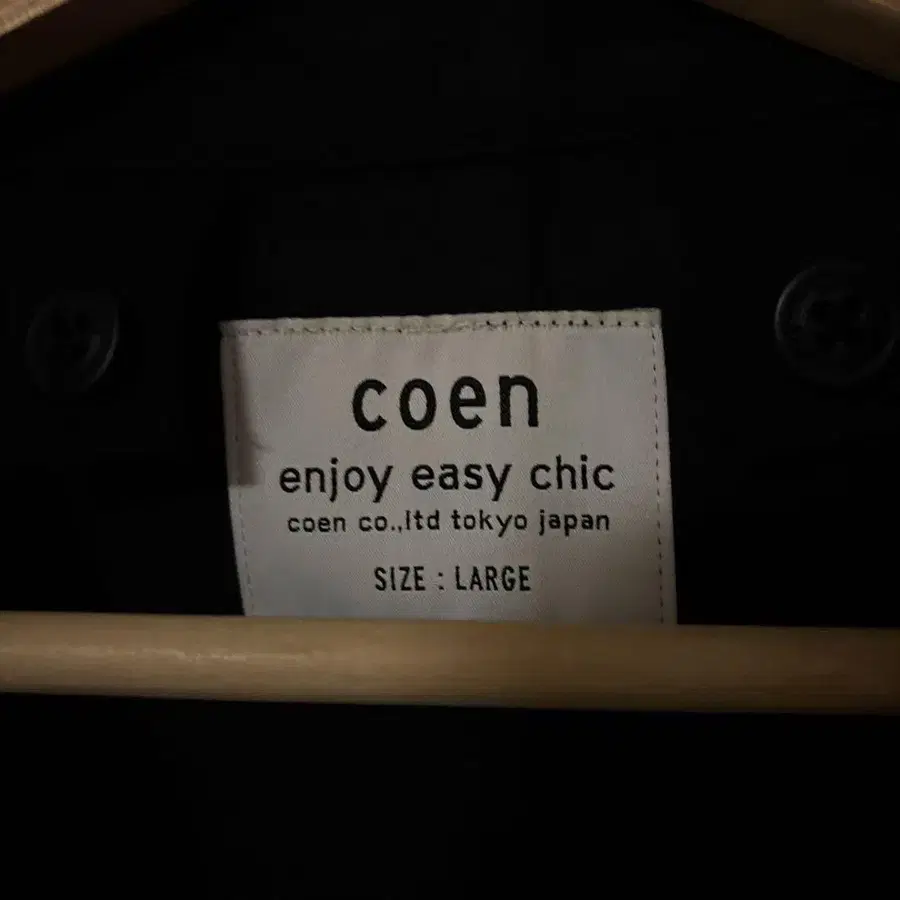 coen
enjoy easy chic
coen co.,ltd tokyo japan
SIZE : LARGE